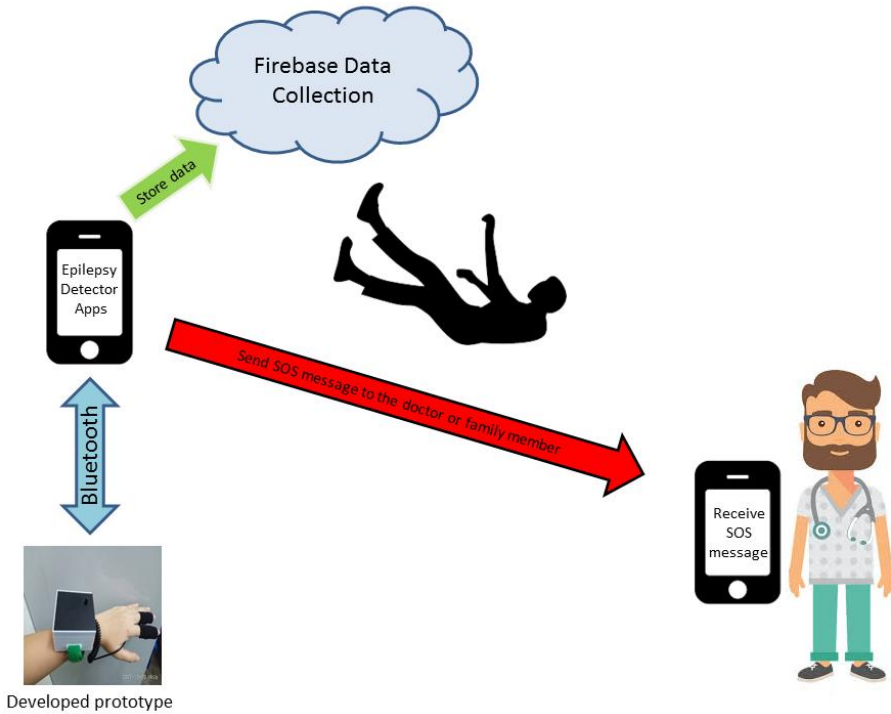 Firebase Data
Collection
Store data
Epilepsy
Detector
Apps
Send SOS message to the doctor or family member
Bluetooth
Receive
SOS
message
Developed prototype